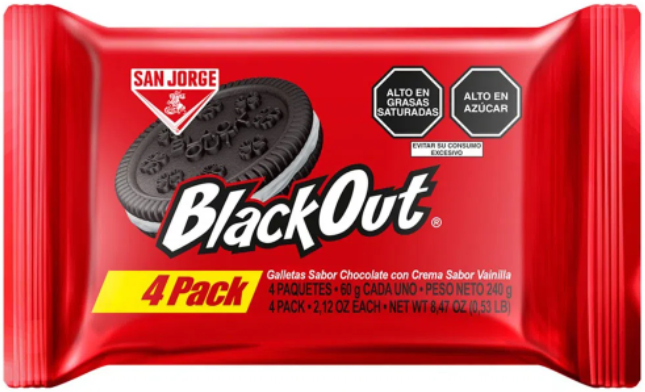 SAN JORGE
ALTO EN
GRASAS
SATURADAS
ALTO EN
AZÚCAR
EVITAR SU CONSUMO
EXCESIVO
BlackOut®
4 Pack
Galletas Sabor Chocolate con Crema Sabor Vainilla
4 PAQUETES • 60 g CADA UNO • PESO NETO 240 g
4 PACK • 2,12 OZ EACH • NET WT 8,47 OZ (0,53 LB)